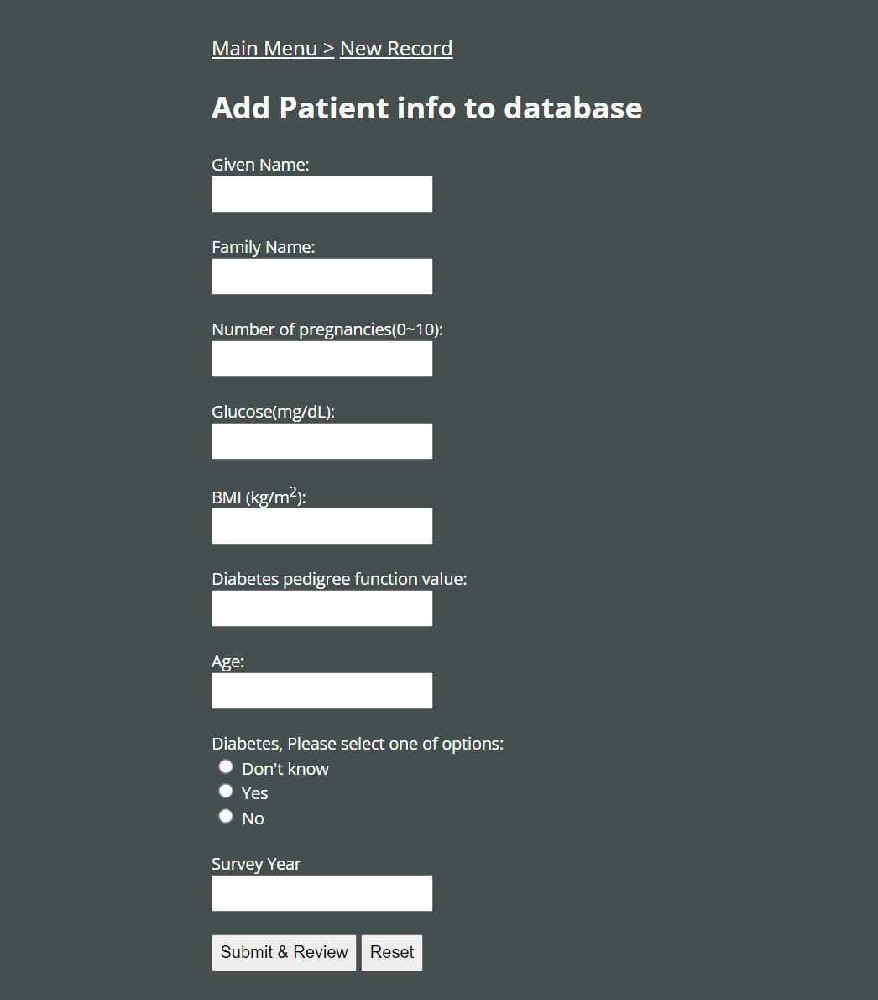 Main Menu > New Record
Add Patient info to database
Given Name:
Family Name:
Number of pregnancies(0~10):
Glucose(mg/dL):
BMI (kg/m²):
Diabetes pedigree function value:
Age:
Diabetes, Please select one of options:
Don't know
Yes
No
Survey Year
Submit & Review Reset